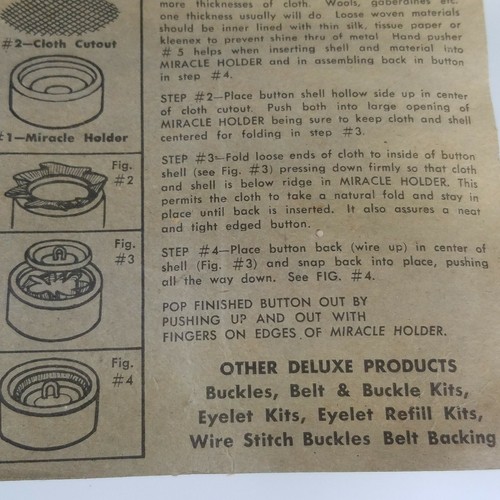 #2—Cloth Cutout
#1—Miracle Holder
Fig.
#2
Fig.
#3
Fig.
#4
more thicknesses of cloth. Wools, gaberdines etc.
one thickness usually will do. Loose woven materials
should be inner lined with thin silk, tissue paper or
kleenex to prevent shine thru of metal Hand pusher
#5 helps when inserting shell and material into
MIRACLE HOLDER and in assembling back in button
in step #4.
STEP #2—Place button shell hollow side up in center
of cloth cutout. Push both into large opening of
MIRACLE HOLDER being sure to keep cloth and shell
centered for folding in step #3.
STEP #3—Fold loose ends of cloth to inside of button
shell (see Fig. #3) pressing down firmly so that cloth
and shell is below ridge in MIRACLE HOLDER. This
permits the cloth to take a natural fold and stay in
place until back is inserted. It also assures a neat
and tight edged button.
STEP #4—Place button back (wire up) in center of
shell (Fig. #3) and snap back into place, pushing
all the way down. See FIG. #4.
POP FINISHED BUTTON OUT BY
PUSHING UP AND OUT WITH
FINGERS ON EDGES OF MIRACLE HOLDER.
OTHER DELUXE PRODUCTS
Buckles, Belt & Buckle Kits,
Eyelet Kits, Eyelet Refill Kits,
Wire Stitch Buckles Belt Backing